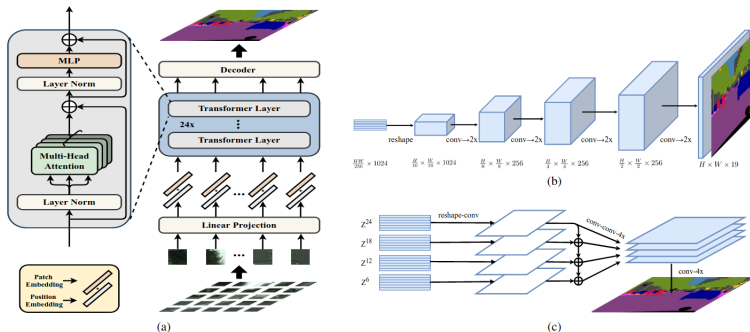 MLP
Layer Norm
Multi-Head
Attention
Layer Norm
Patch
Embedding
Position
Embedding
Decoder
Transformer Layer
24x
Transformer Layer
Linear Projection
(a)
reshape
conv→2x
conv→2x
conv→2x
conv→2x
HW/256 × 1024
H/16 × W/16 × 1024
H/8 × W/8 × 256
H/4 × W/4 × 256
H/2 × W/2 × 256
H × W × 19
(b)
reshape-conv
conv-conv-4x
Z^24
Z^18
Z^12
Z^6
conv-4x
(c)